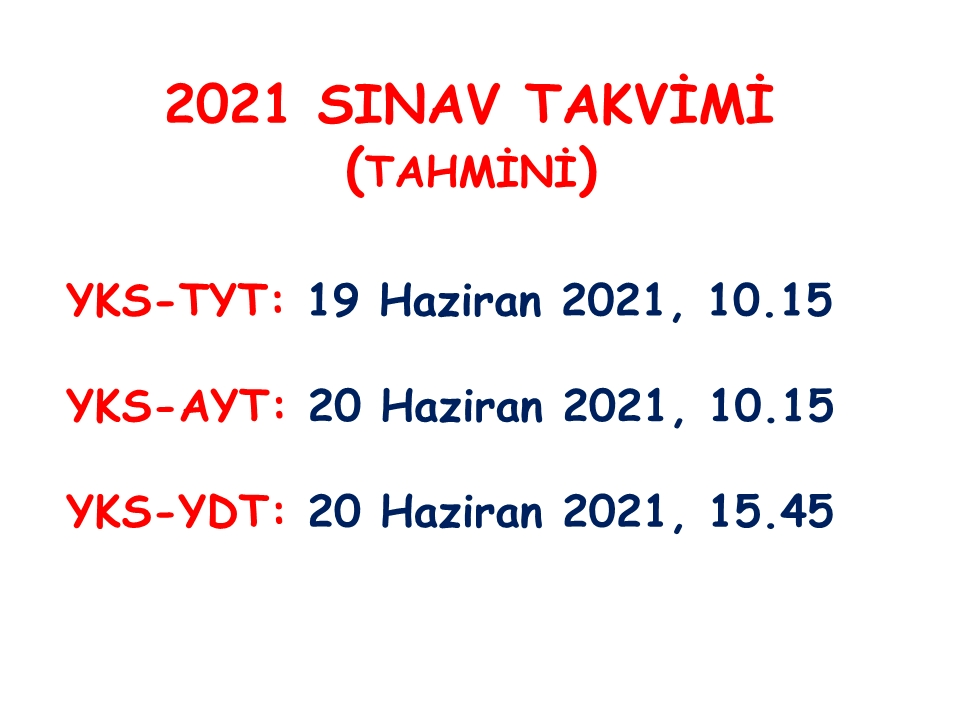 2021 SINAV TAKVİMİ
(TAHMİNİ)
YKS-TYT: 19 Haziran 2021, 10.15
YKS-AYT: 20 Haziran 2021, 10.15
YKS-YDT: 20 Haziran 2021, 15.45